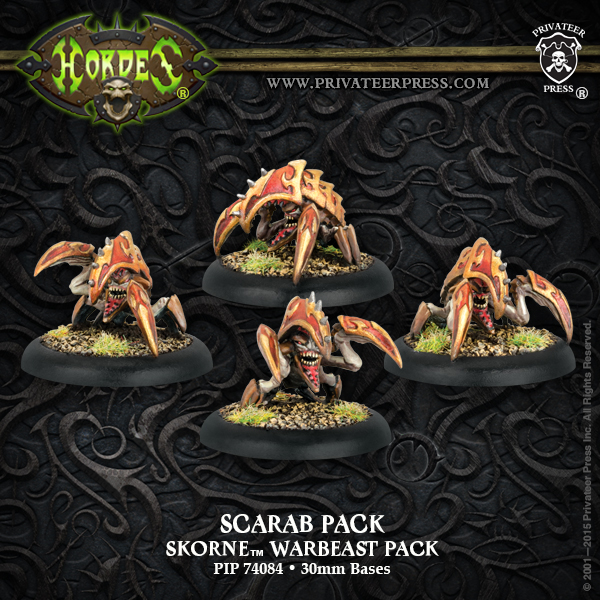 HORDES®
PRIVATEER
PRESS®
WWW.PRIVATEERPRESS.COM
SCARAB PACK
SKORNE™ WARBEAST PACK
PIP 74084 • 30mm Bases
© 2001–2015 Privateer Press Inc. All Rights Reserved.